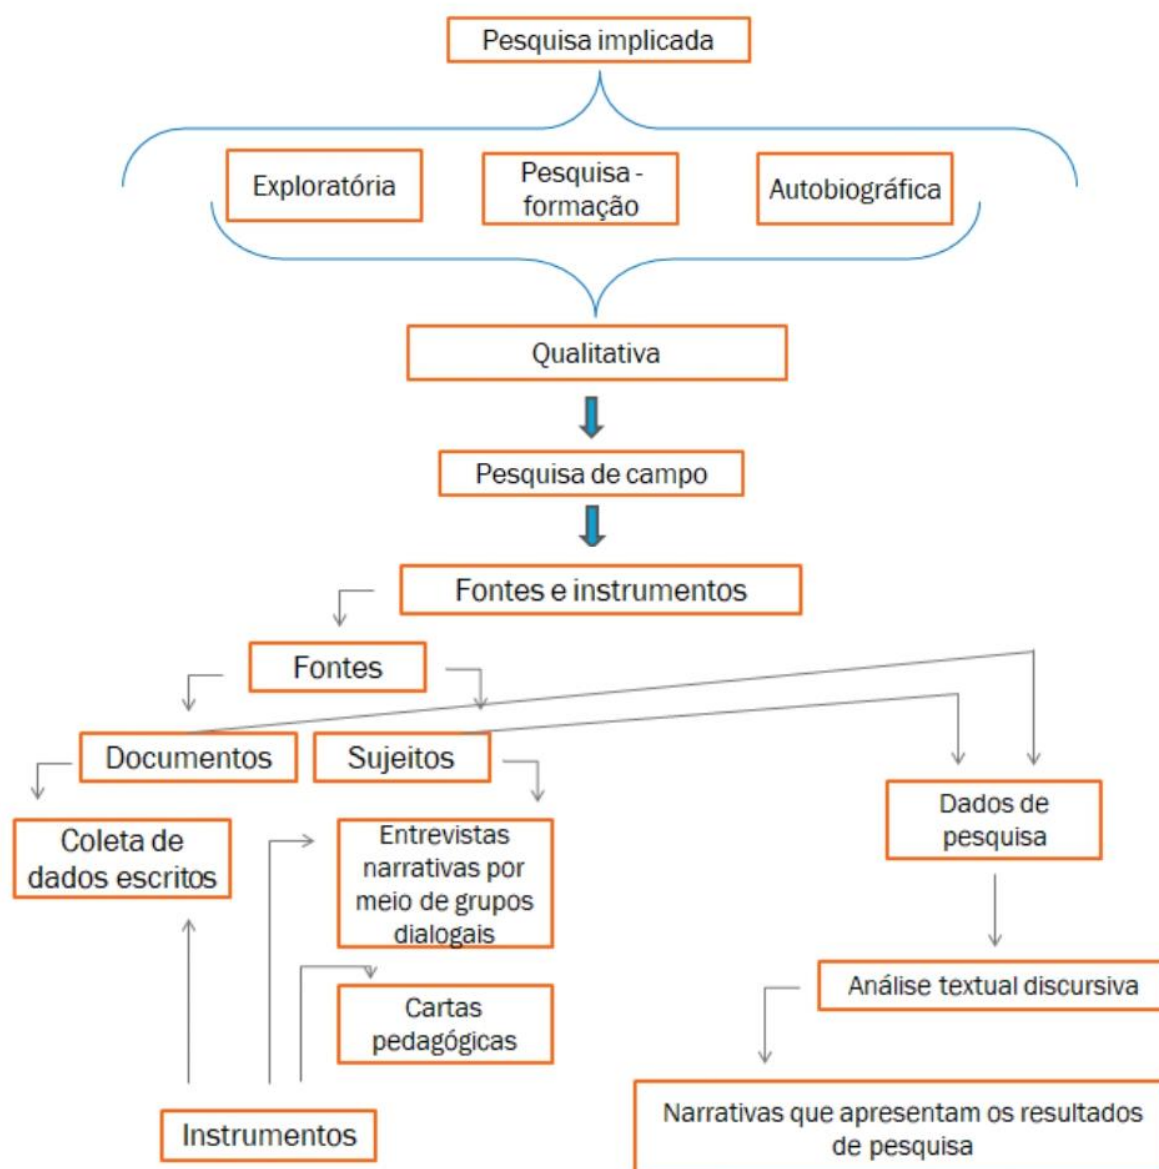 Pesquisa implicada
Exploratória
Pesquisa -
formação
Autobiográfica
Qualitativa
Pesquisa de campo
Fontes e instrumentos
Fontes
Documentos
Sujeitos
Coleta de
dados escritos
Entrevistas
narrativas por
meio de grupos
dialogais
Dados de
pesquisa
Cartas
pedagógicas
Análise textual discursiva
Instrumentos
Narrativas que apresentam os resultados
de pesquisa